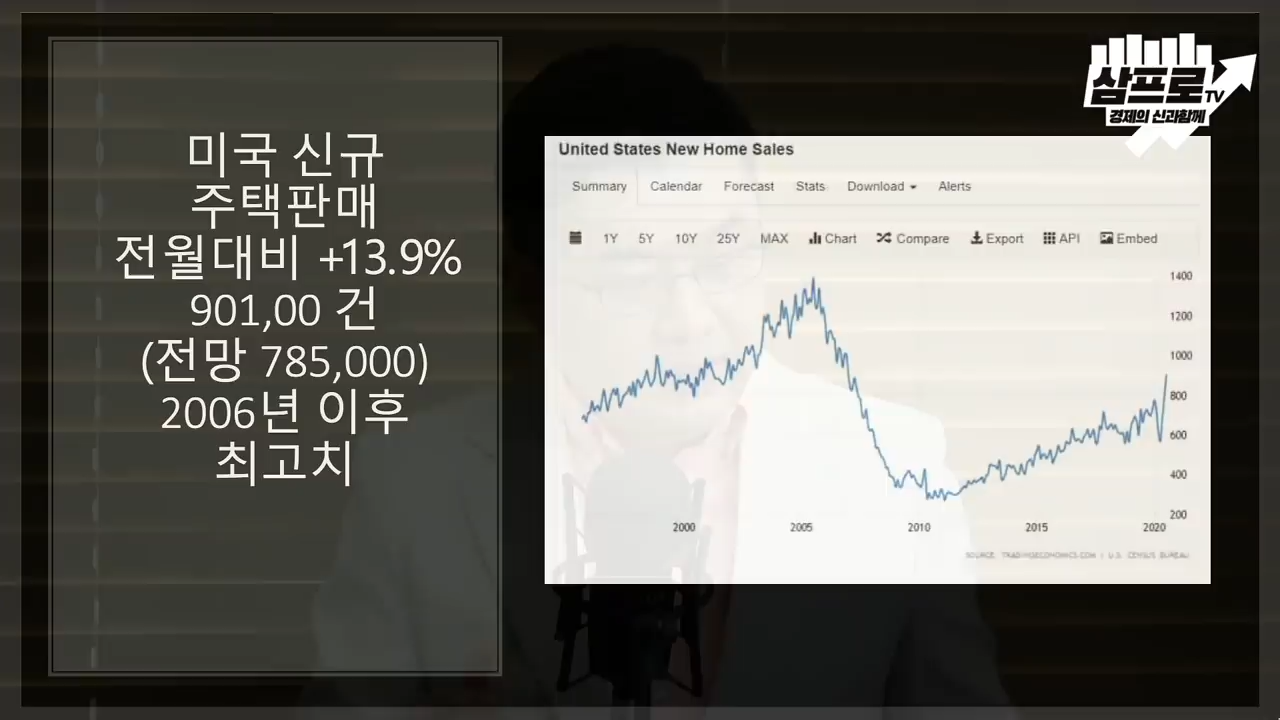 미국 신규
주택판매
전월대비 +13.9%
901,00 건
(전망 785,000)
2006년 이후
최고치
삼프로TV
경제의 신과함께
United States New Home Sales
Summary Calendar Forecast Stats Download Alerts
1Y 5Y 10Y 25Y MAX Chart Compare Export API Embed
1400
1200
1000
800
600
400
200
2000 2005 2010 2015 2020
SOURCE: TRADINGECONOMICS.COM | U.S. CENSUS BUREAU